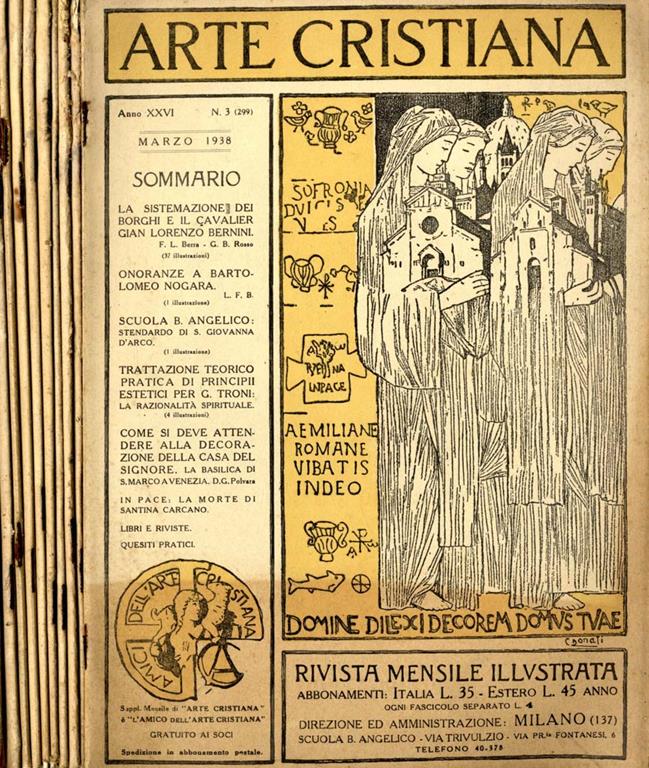 ARTE CRISTIANA
Anno XXVI N. 3 (299)
MARZO 1938
SOMMARIO
LA SISTEMAZIONE DEI
BORGHI E IL CAVALIER
GIAN LORENZO BERNINI.
F. L. Berra - G. B. Rosso
(37 illustrazioni)
ONORANZE A BARTO-
LOMEO NOGARA.
L. F. B.
(1 illustrazione)
SCUOLA B. ANGELICO:
STENDARDO DI S. GIOVANNA
D'ARCO.
(1 illustrazione)
TRATTAZIONE TEORICO
PRATICA DI PRINCIPII
ESTETICI PER G. TRONI:
LA RAZIONALITÀ SPIRITUALE.
(4 illustrazioni)
COME SI DEVE ATTEN-
DERE ALLA DECORA-
ZIONE DELLA CASA DEL
SIGNORE. LA BASILICA DI
S. MARCO A VENEZIA. D.G. Polvara
IN PACE: LA MORTE DI
SANTINA CARCANO.
LIBRI E RIVISTE.
QUESITI PRATICI.
AMICI DELL'ARTE CRISTIANA
Suppl. Mensile di "ARTE CRISTIANA"
è "L'AMICO DELL'ARTE CRISTIANA"
GRATUITO AI SOCI
Spedizione in abbonamento postale.
SOFRONIA
INPACE
AEMILIANE
ROMANE
VIBATIS
INDEO
DOMINE DILEXI DECOREM DOMVS TVAE
RIVISTA MENSILE ILLVSTRATA
ABBONAMENTI: ITALIA L. 35 - ESTERO L. 45 ANNO
OGNI FASCICOLO SEPARATO L. 4
DIREZIONE ED AMMINISTRAZIONE: MILANO (137)
SCUOLA B. ANGELICO - VIA TRIVULZIO - VIA PR.le FONTANESI, 6
TELEFONO 40-378